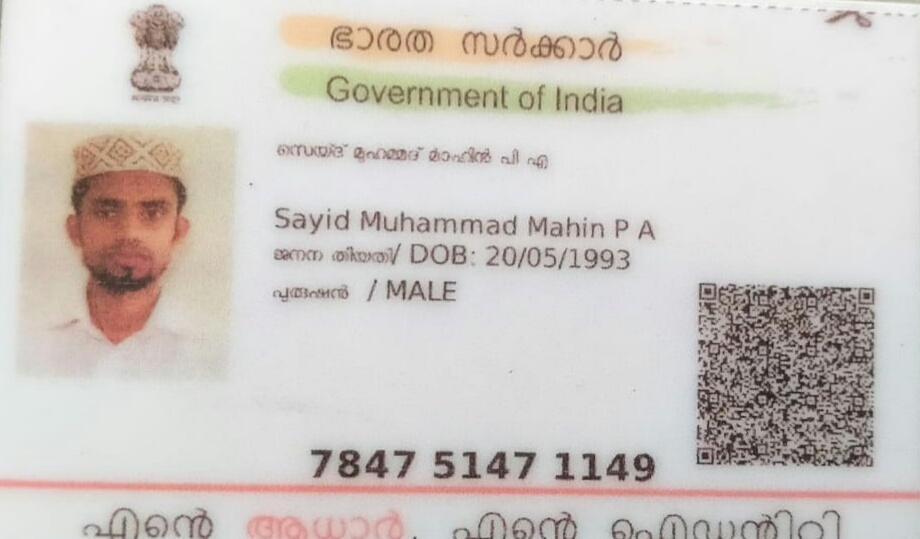 ഭാരത സർക്കാർ
Government of India
സെയ്ദ് മുഹമ്മദ് മാഹിൻ പി എ
Sayid Muhammad Mahin P A
ജനന തിയതി/ DOB: 20/05/1993
പുരുഷൻ / MALE
7847 5147 1149
എന്റെ ആധാർ, എന്റെ ഐഡന്റിറ്റി